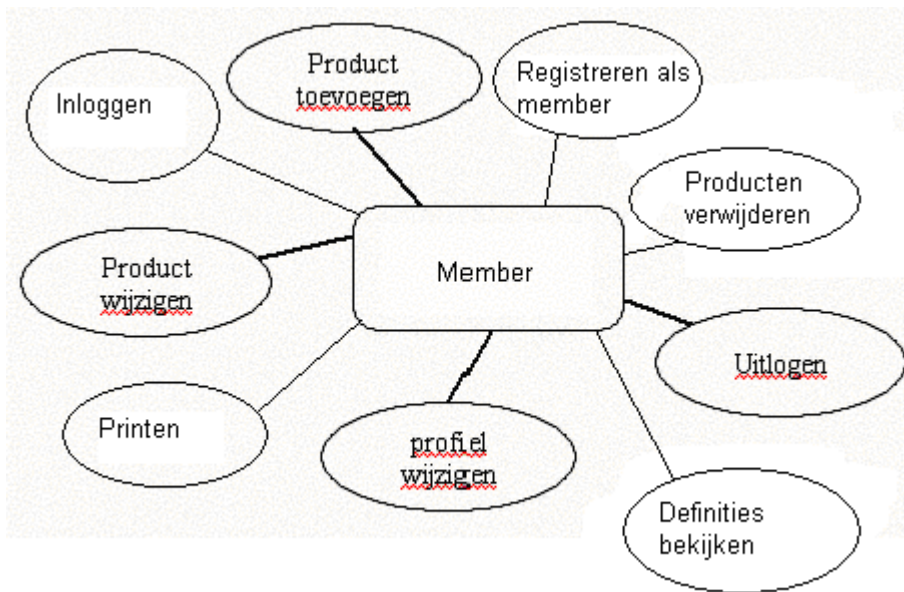 Product
toevoegen
Registreren als
member
Inloggen
Producten
verwijderen
Product
wijzigen
Member
Uitlogen
Printen
profiel
wijzigen
Definities
bekijken